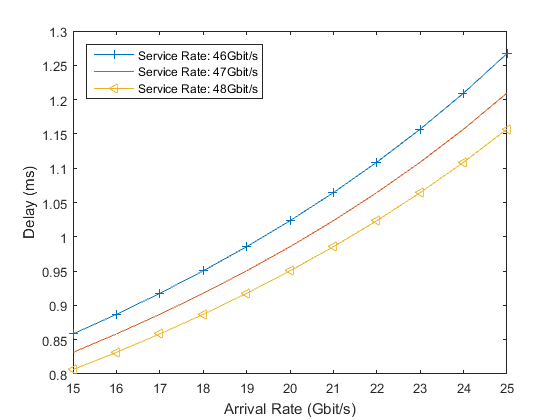 1.3
1.25
1.2
1.15
1.1
1.05
1
0.95
0.9
0.85
0.8
Delay (ms)
Service Rate: 46Gbit/s
Service Rate: 47Gbit/s
Service Rate: 48Gbit/s
15 16 17 18 19 20 21 22 23 24 25
Arrival Rate (Gbit/s)